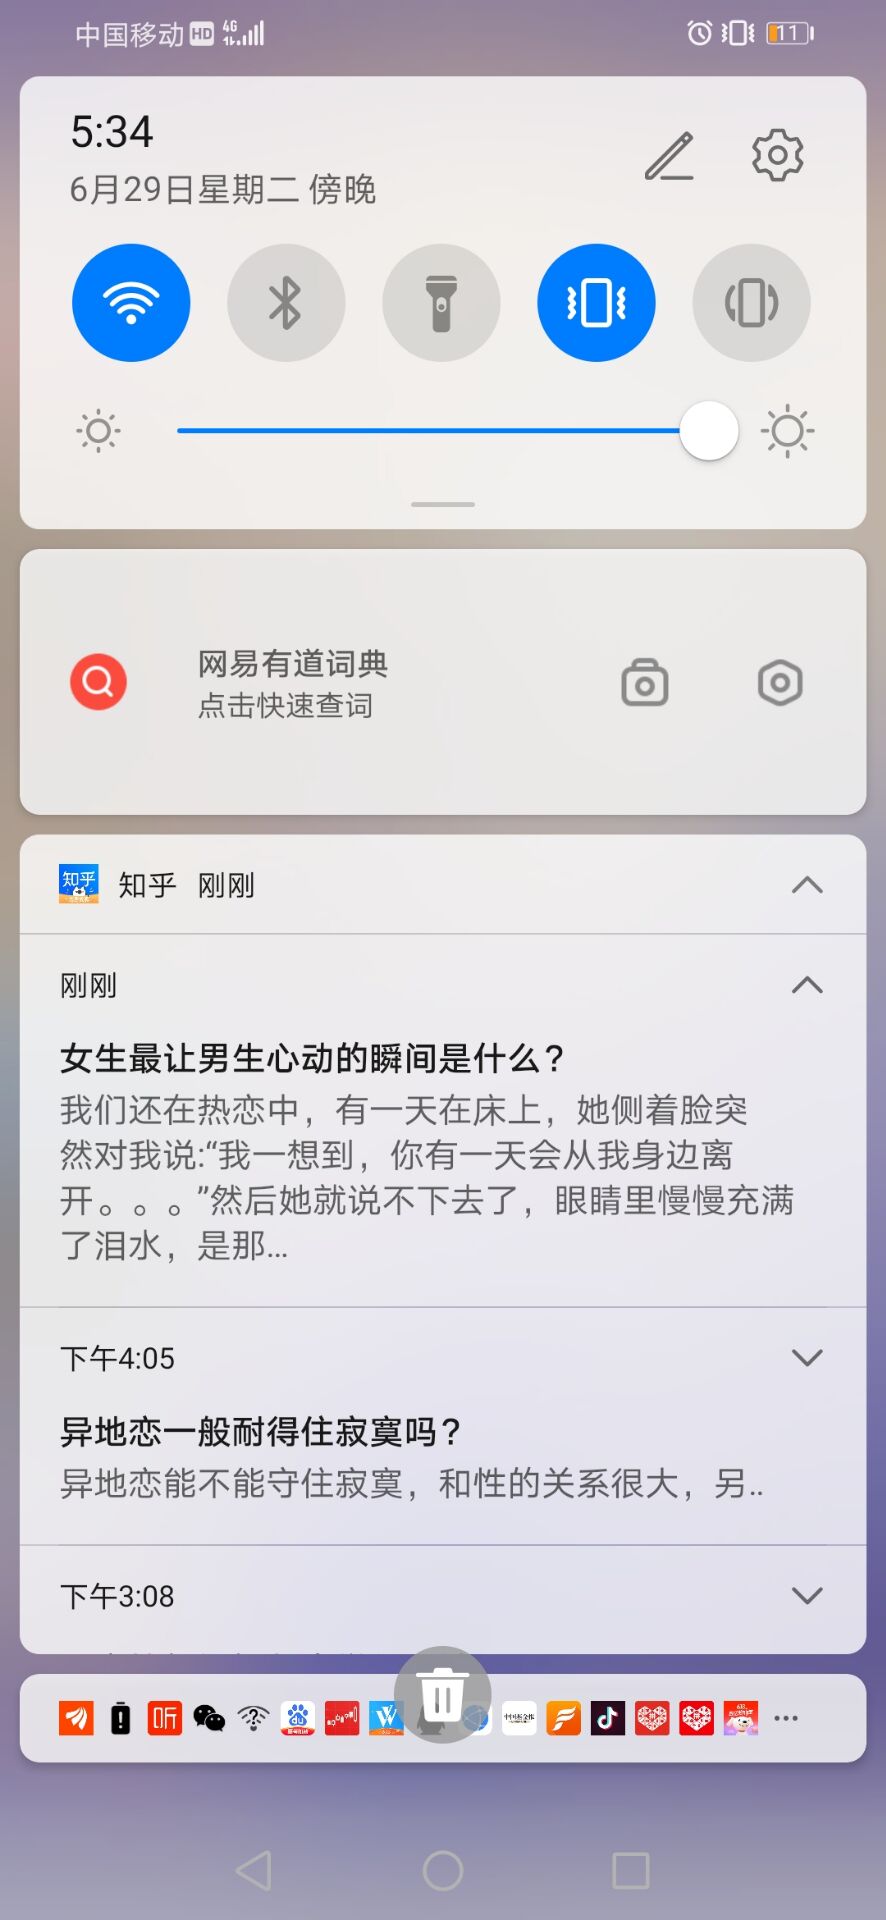 中国移动 HD 4G 11
5:34
6月29日星期二 傍晚
网易有道词典
点击快速查词
知乎 知乎 刚刚
刚刚
女生最让男生心动的瞬间是什么？
我们还在热恋中，有一天在床上，她侧着脸突
然对我说:“我一想到，你有一天会从我身边离
开。。。”然后她就说不下去了，眼睛里慢慢充满
了泪水，是那...
下午4:05
异地恋一般耐得住寂寞吗？
异地恋能不能守住寂寞，和性的关系很大，另..
下午3:08
听 du W